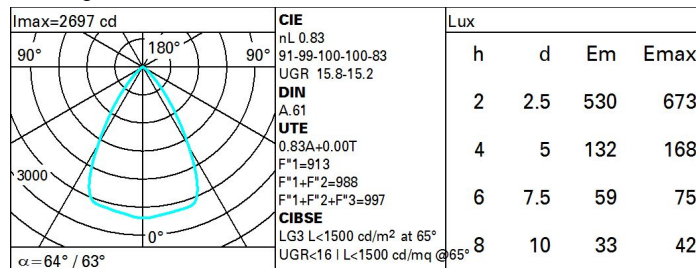 Imax=2697 cd
90° 180° 90°
3000
0°
α=64° / 63°
CIE
nL 0.83
91-99-100-100-83
UGR 15.8-15.2
DIN
A.61
UTE
0.83A+0.00T
F"1=913
F"1+F"2=988
F"1+F"2+F"3=997
CIBSE
LG3 L<1500 cd/m² at 65°
UGR<16 | L<1500 cd/mq @65°
Lux
h d Em Emax
2 2.5 530 673
4 5 132 168
6 7.5 59 75
8 10 33 42